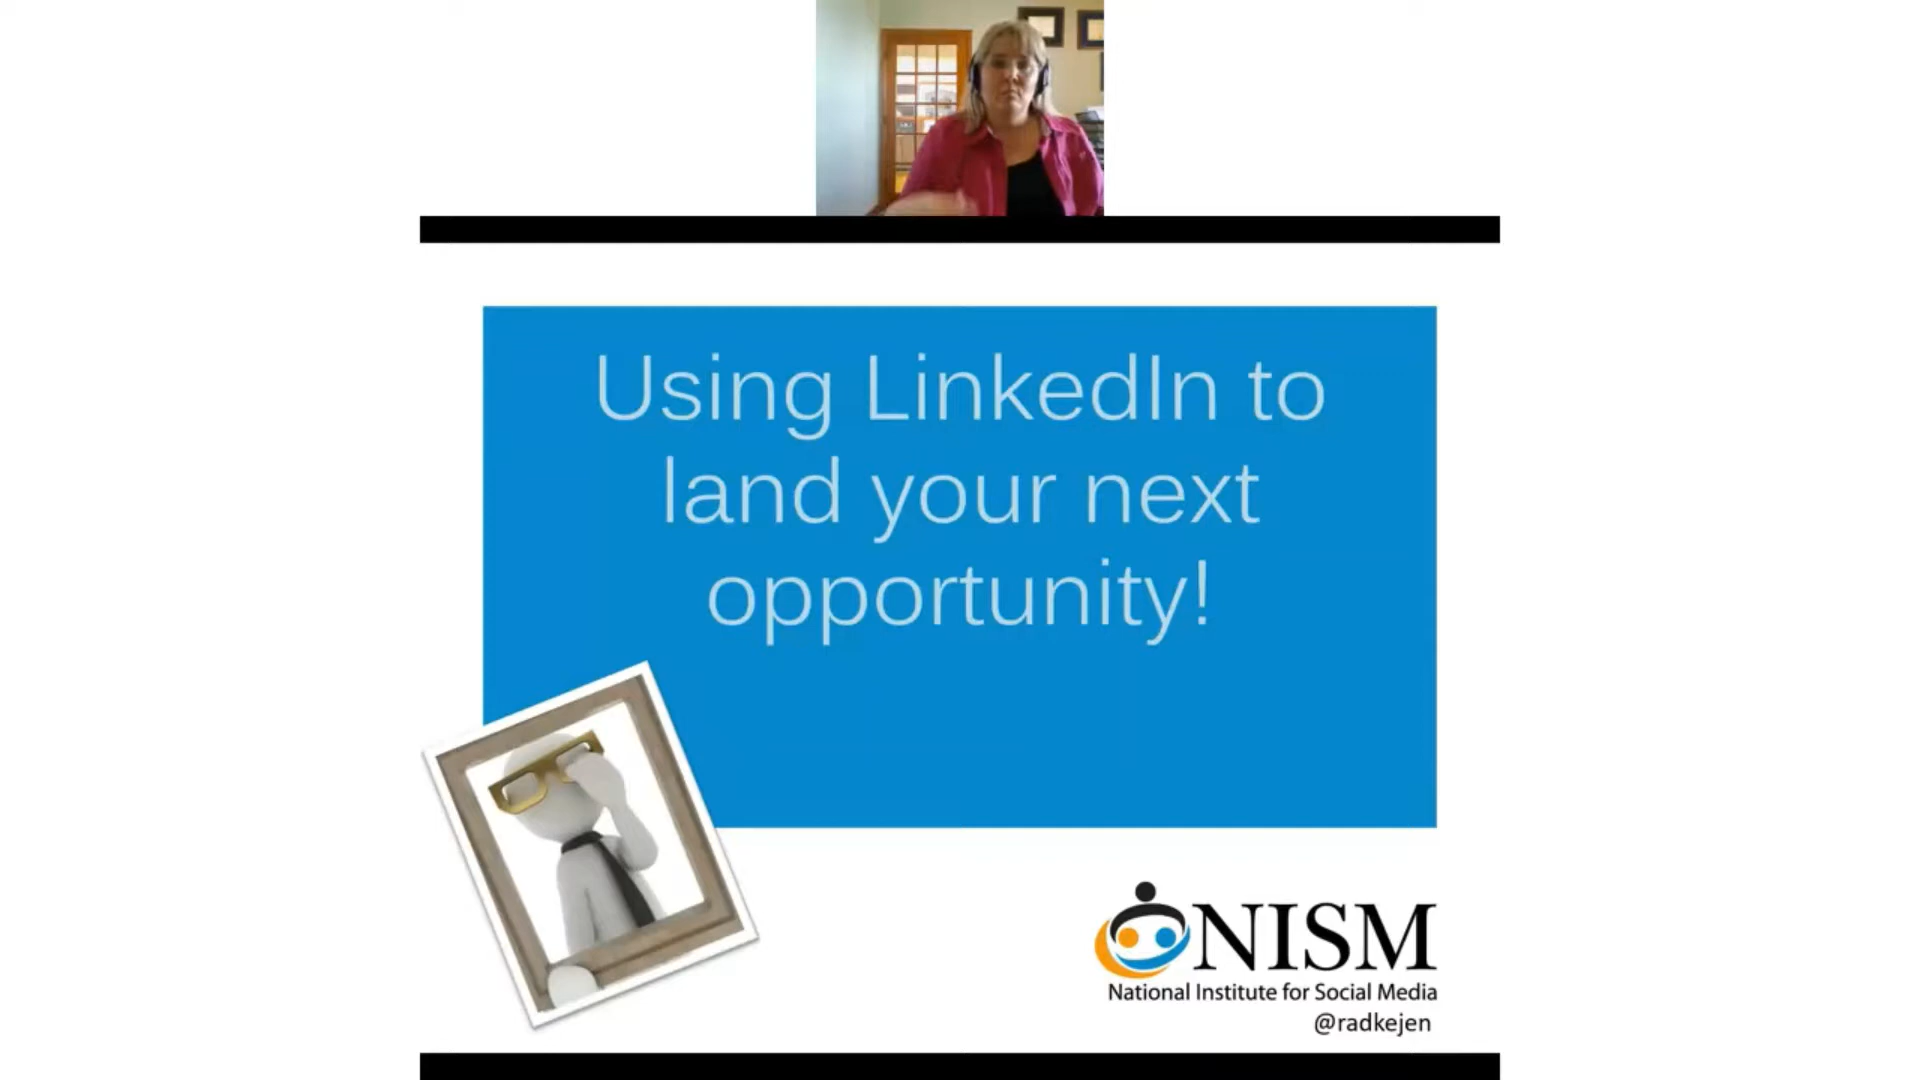 Using LinkedIn to
land your next
opportunity!
NISM
National Institute for Social Media
@radkejen